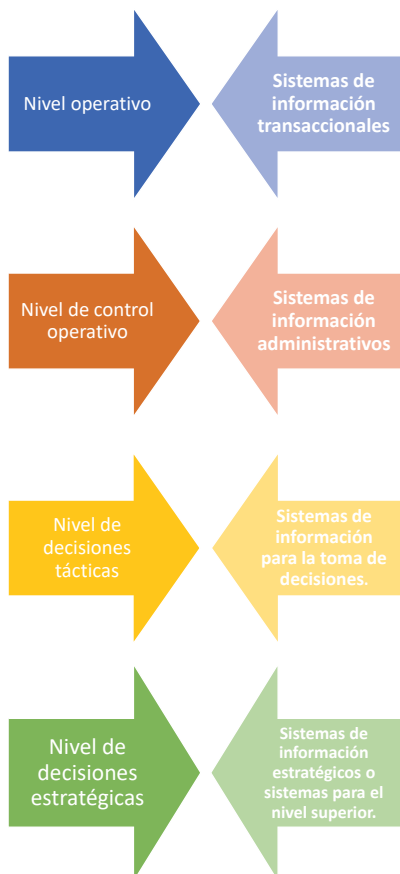 Nivel operativo
Sistemas de
información
transaccionales
Nivel de control
operativo
Sistemas de
información
administrativos
Nivel de
decisiones
tácticas
Sistemas de
información
para la toma de
decisiones.
Nivel de
decisiones
estratégicas
Sistemas de
información
estratégicos o
sistemas para el
nivel superior.